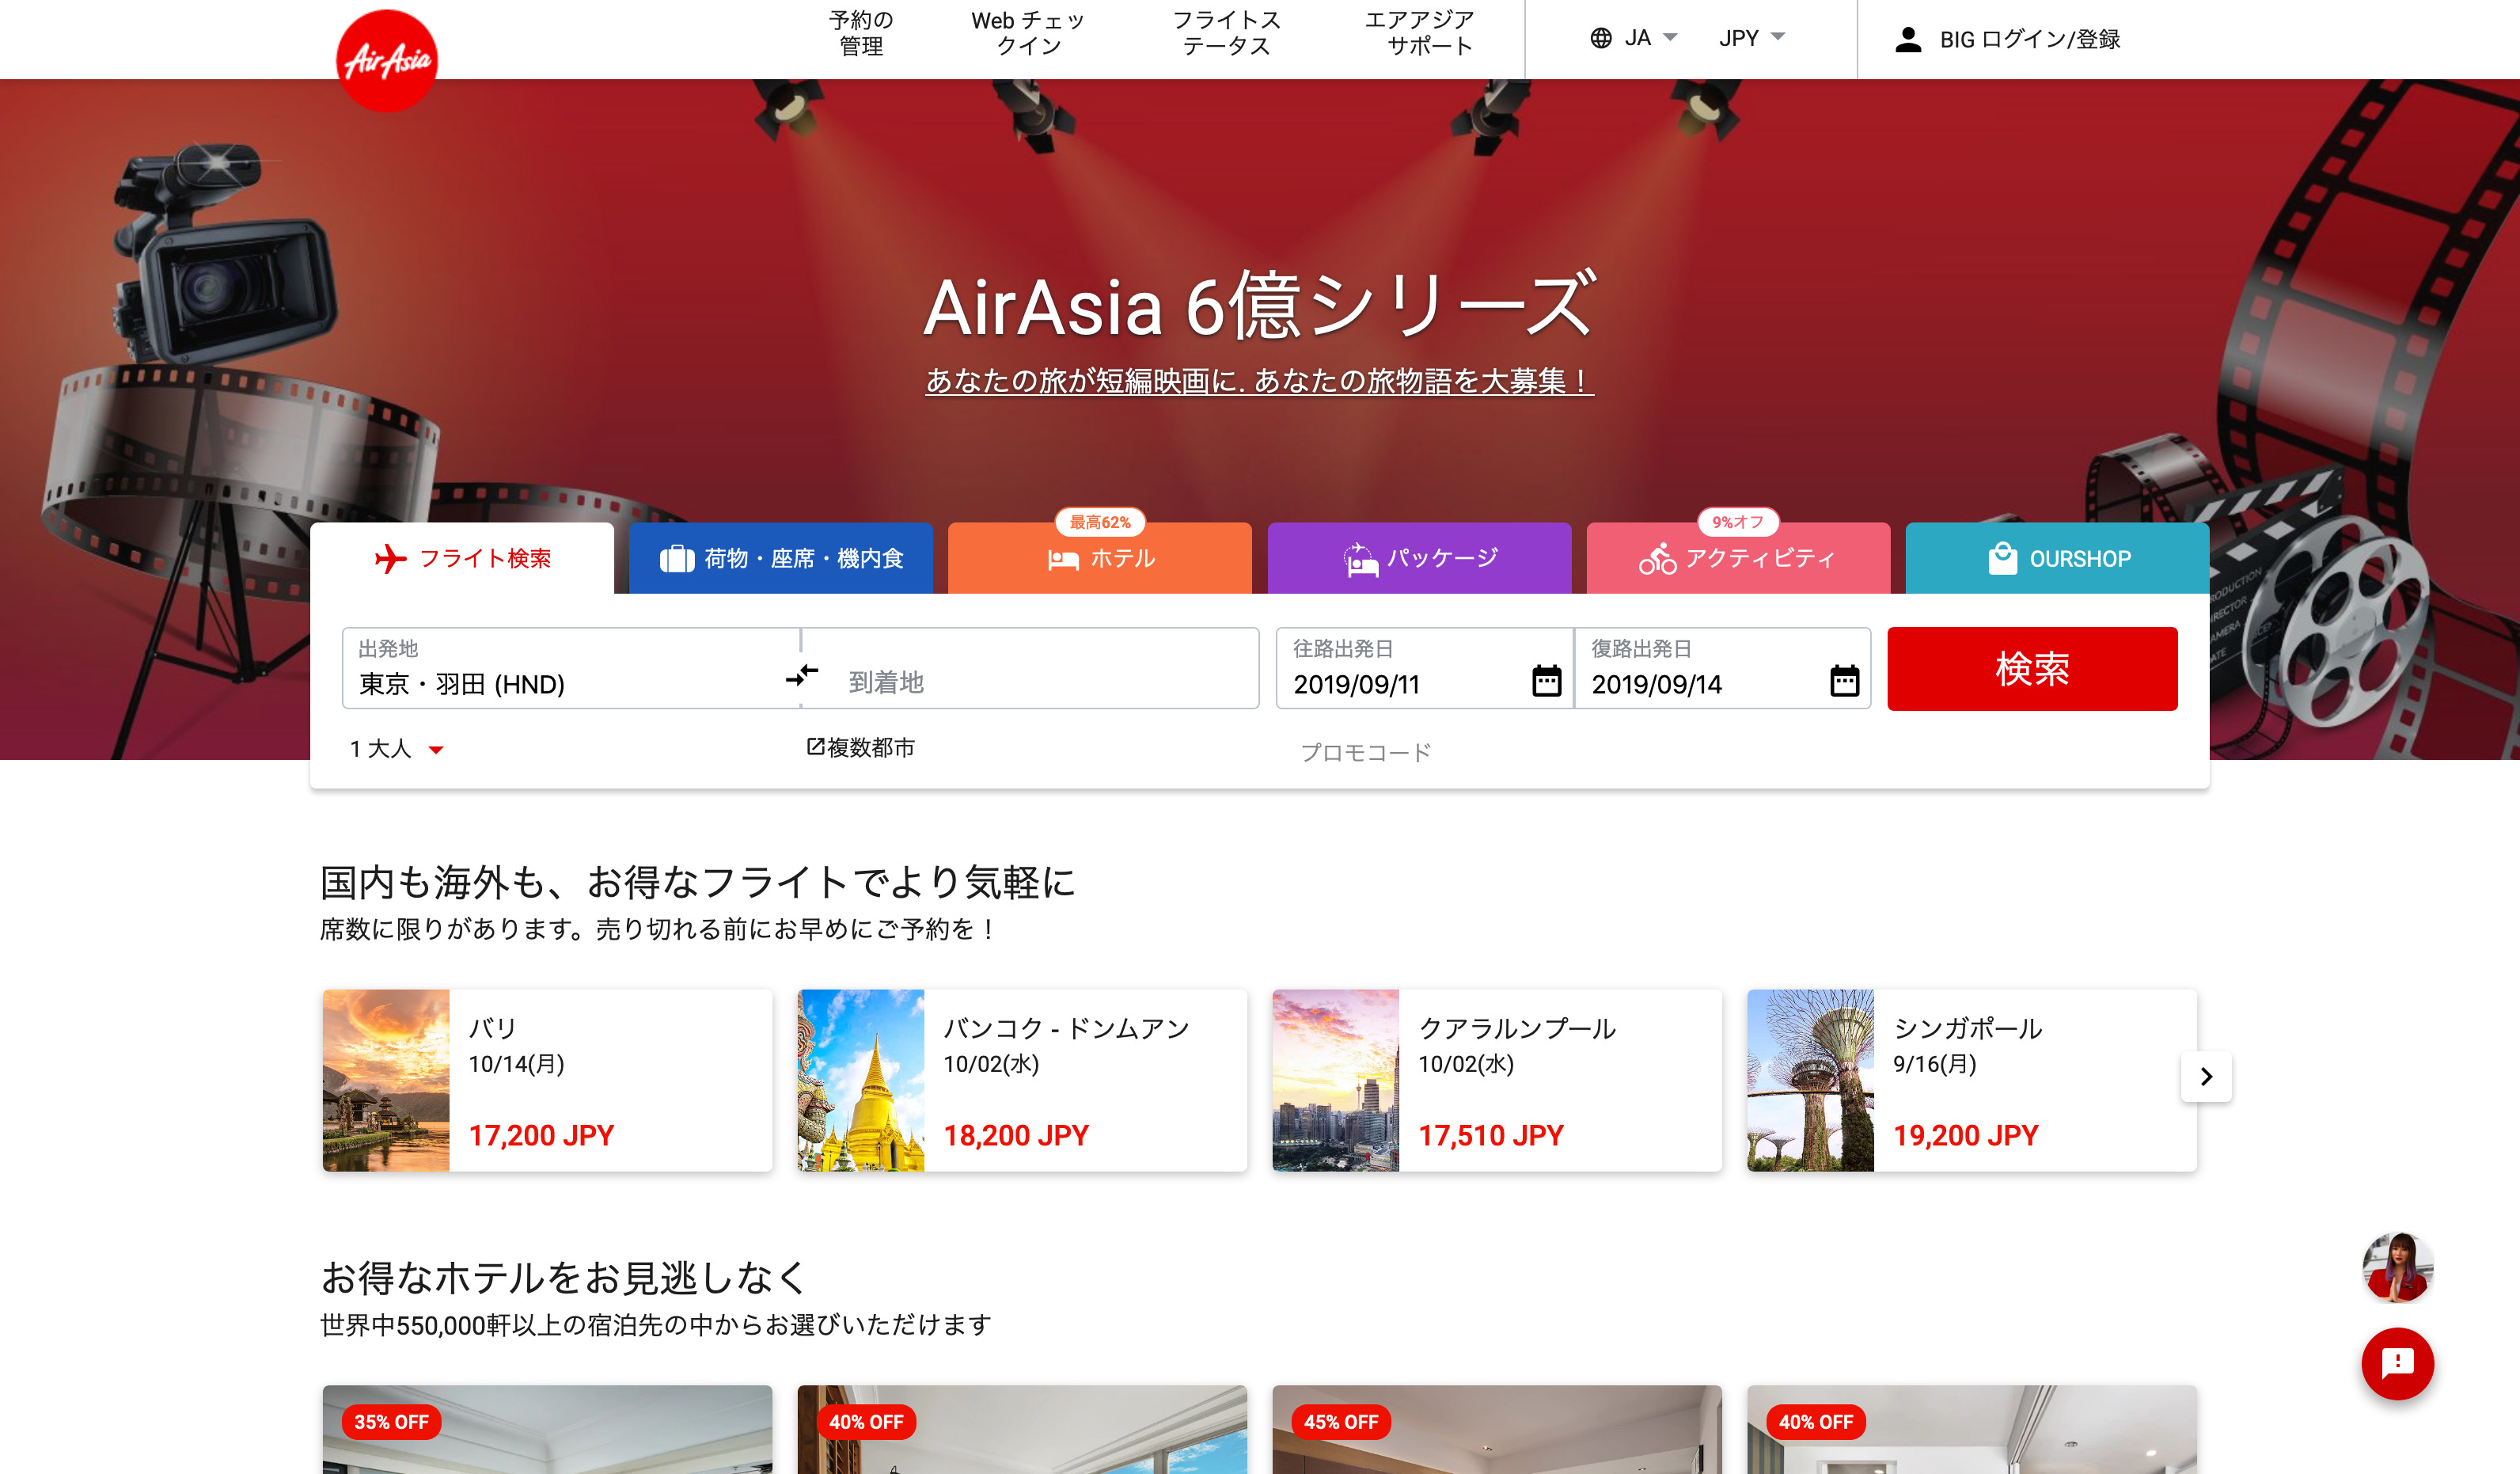 AirAsia
予約の
管理
Web チェッ
クイン
フライトス
テータス
エアアジア
サポート
JA
JPY
BIG ログイン/登録
AirAsia 6億シリーズ
あなたの旅が短編映画に. あなたの旅物語を大募集！
フライト検索
荷物・座席・機内食
最高62%
ホテル
パッケージ
9%オフ
アクティビティ
OURSHOP
出発地
東京・羽田 (HND)
到着地
往路出発日
2019/09/11
復路出発日
2019/09/14
検索
1 大人
複数都市
プロモコード
国内も海外も、お得なフライトでより気軽に
席数に限りがあります。売り切れる前にお早めにご予約を！
バリ
10/14(月)
17,200 JPY
バンコク - ドンムアン
10/02(水)
18,200 JPY
クアラルンプール
10/02(水)
17,510 JPY
シンガポール
9/16(月)
19,200 JPY
お得なホテルをお見逃しなく
世界中550,000軒以上の宿泊先の中からお選びいただけます
35% OFF
40% OFF
45% OFF
40% OFF